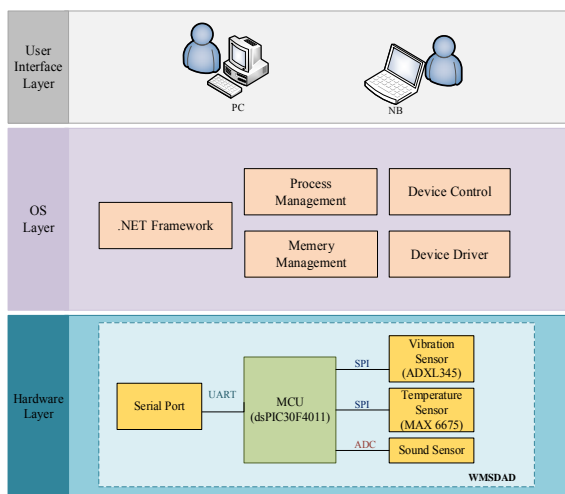 User
Interface
Layer
PC
NB
OS
Layer
.NET Framework
Process
Management
Device Control
Memory
Management
Device Driver
Hardware
Layer
Serial Port
UART
MCU
(dsPIC30F4011)
SPI
Vibration
Sensor
(ADXL345)
SPI
Temperature
Sensor
(MAX 6675)
ADC
Sound Sensor
WMSDAD